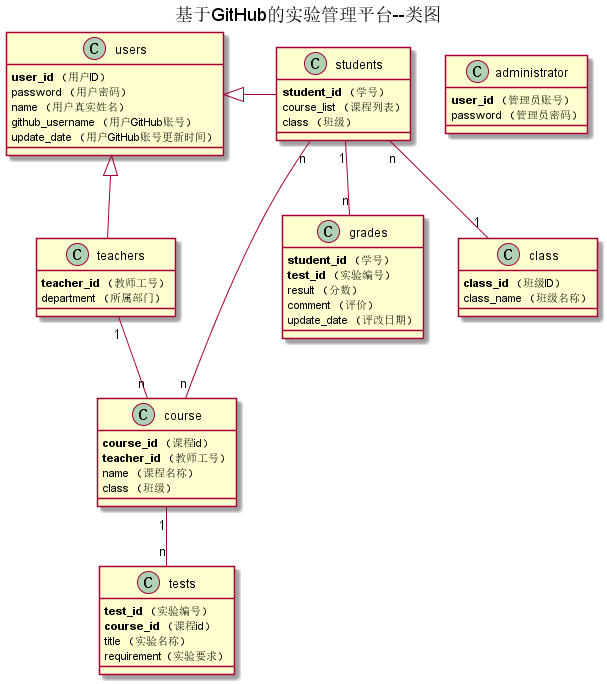 基于GitHub的实验管理平台--类图
C users
user_id （用户ID）
password （用户密码）
name （用户真实姓名）
github_username （用户GitHub账号）
update_date （用户GitHub账号更新时间）
C students
student_id （学号）
course_list （课程列表）
class （班级）
C administrator
user_id （管理员账号）
password （管理员密码）
n
1
n
n
n
1
C teachers
teacher_id （教师工号）
department （所属部门）
C grades
student_id （学号）
test_id （实验编号）
result （分数）
comment （评价）
update_date （评改日期）
C class
class_id （班级ID）
class_name （班级名称）
1
n
n
C course
course_id （课程id）
teacher_id （教师工号）
name （课程名称）
class （班级）
1
n
C tests
test_id （实验编号）
course_id （课程id）
title （实验名称）
requirement（实验要求）